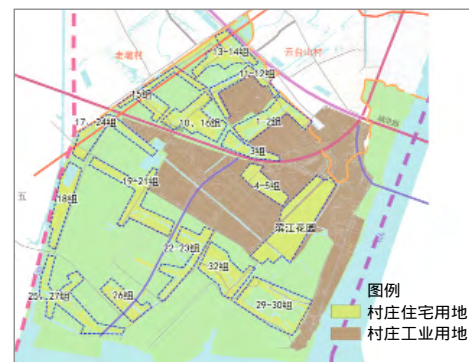 老墩村
云台山村
13-14组
11-12组
15组
10、16组
1-2组
17、24组
3组
4-5组
19-21组
五
18组
滨江花园
22-23组
32组
25、27组
26组
29-30组
图例
村庄住宅用地
村庄工业用地